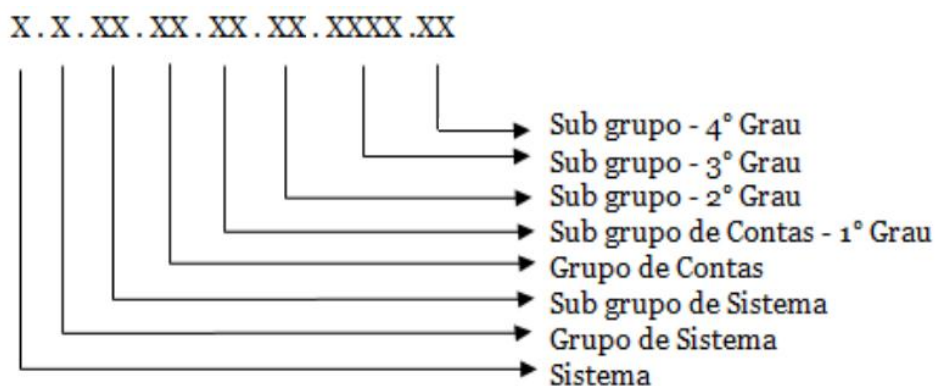 X . X . XX . XX . XX . XX . XXXX .XX
Sub grupo - 4° Grau
Sub grupo - 3° Grau
Sub grupo - 2° Grau
Sub grupo de Contas - 1° Grau
Grupo de Contas
Sub grupo de Sistema
Grupo de Sistema
Sistema